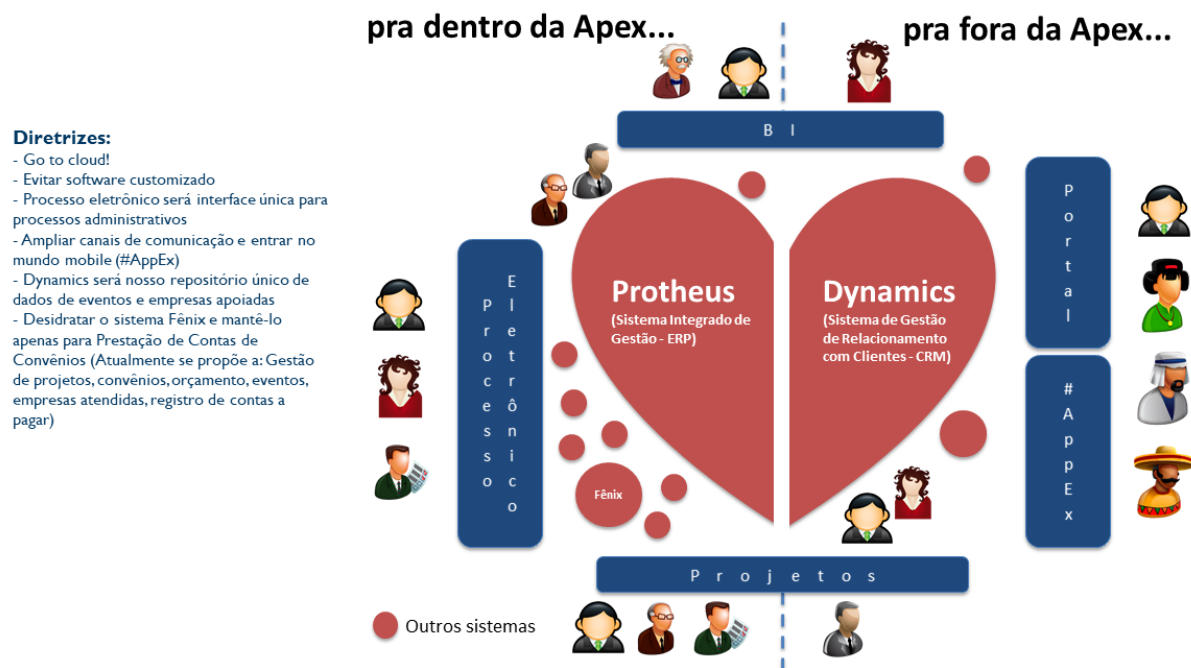 pra dentro da Apex...
pra fora da Apex...
Diretrizes:
- Go to cloud!
- Evitar software customizado
- Processo eletrônico será interface única para
processos administrativos
- Ampliar canais de comunicação e entrar no
mundo mobile (#AppEx)
- Dynamics será nosso repositório único de
dados de eventos e empresas apoiadas
- Desidratar o sistema Fênix e mantê-lo
apenas para Prestação de Contas de
Convênios (Atualmente se propõe a: Gestão
de projetos, convênios, orçamento, eventos,
empresas atendidas, registro de contas a
pagar)
BI
Processo
Eletrônico
Protheus
(Sistema Integrado de
Gestão - ERP)
Dynamics
(Sistema de Gestão
de Relacionamento
com Clientes - CRM)
Portal
#AppEx
Fênix
Projetos
Outros sistemas